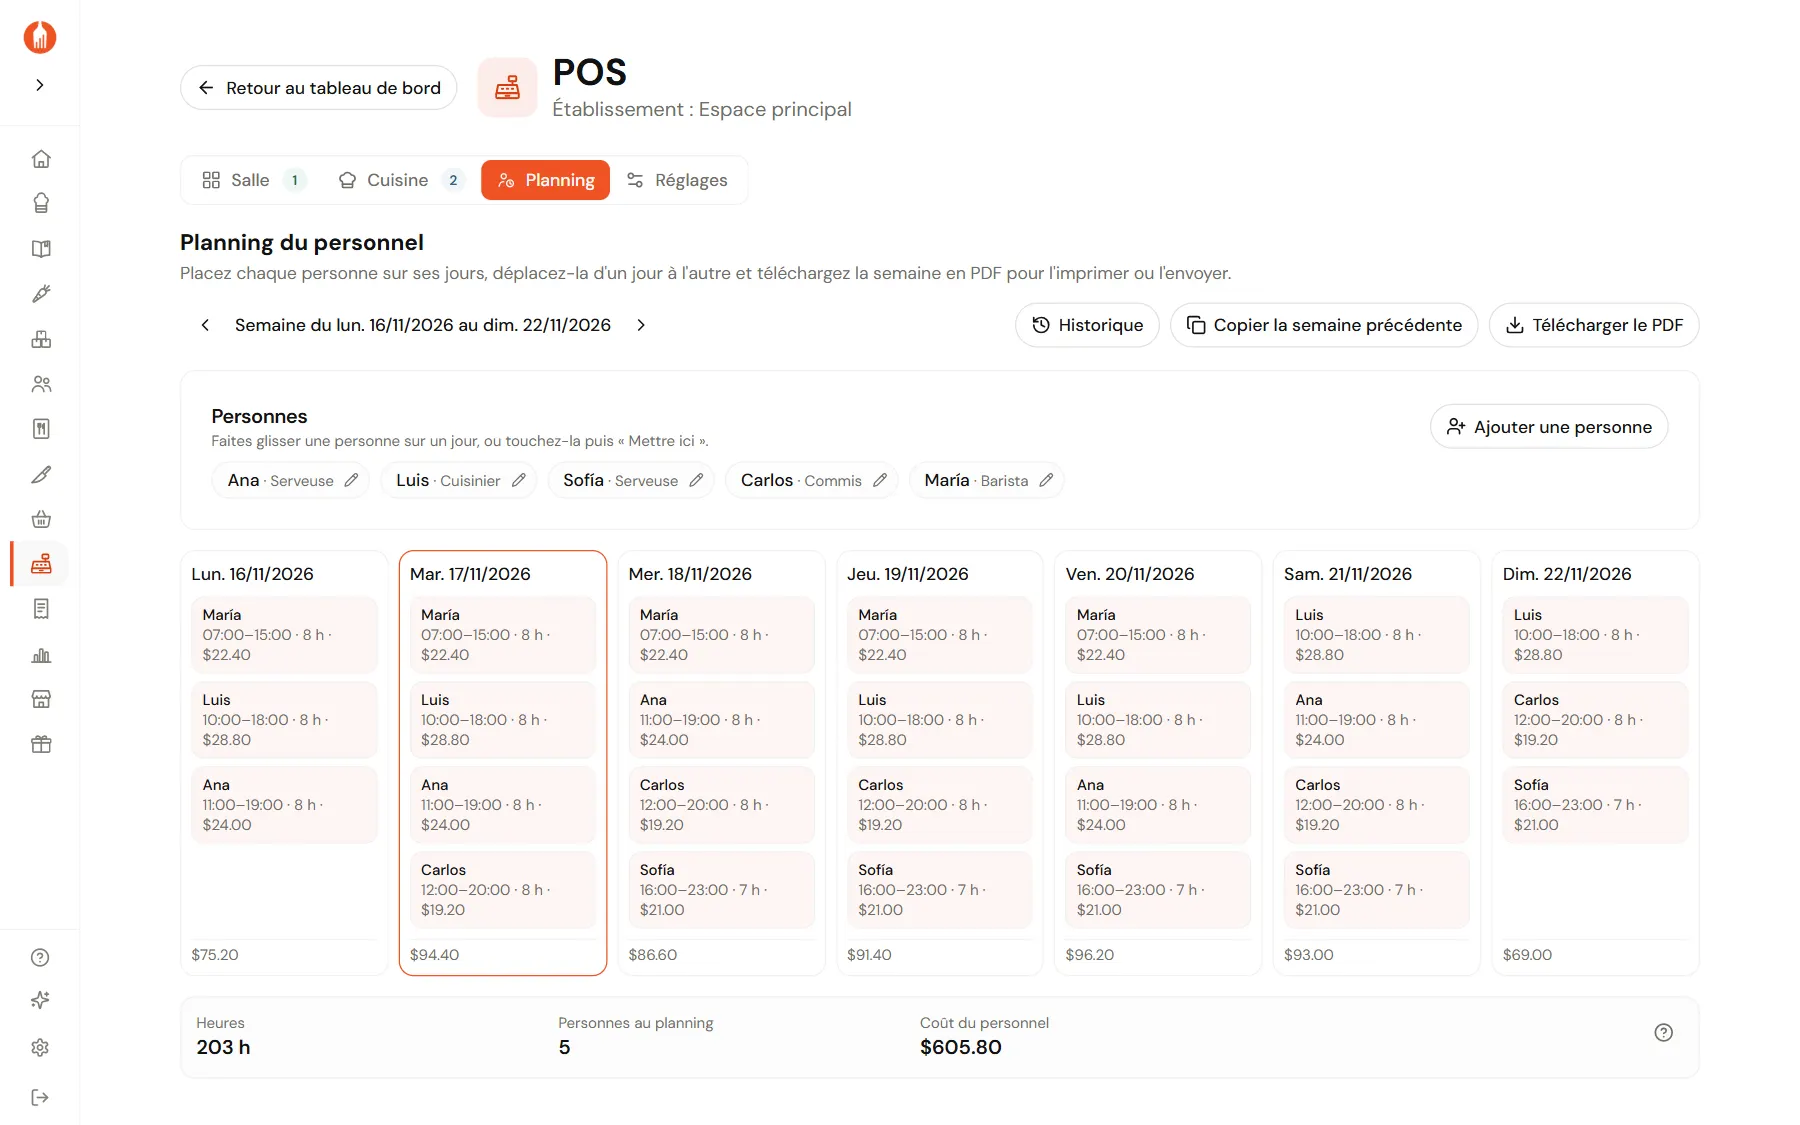 Retour au tableau de bord
POS
Établissement : Espace principal
Salle 1
Cuisine 2
Planning
Réglages
Planning du personnel
Placez chaque personne sur ses jours, déplacez-la d'un jour à l'autre et téléchargez la semaine en PDF pour l'imprimer ou l'envoyer.
Semaine du lun. 16/11/2026 au dim. 22/11/2026
Historique
Copier la semaine précédente
Télécharger le PDF
Personnes
Faites glisser une personne sur un jour, ou touchez-la puis « Mettre ici ».
Ajouter une personne
Ana · Serveuse
Luis · Cuisinier
Sofía · Serveuse
Carlos · Commis
María · Barista
Lun. 16/11/2026
María
07:00–15:00 · 8 h ·
$22.40
Luis
10:00–18:00 · 8 h ·
$28.80
Ana
11:00–19:00 · 8 h ·
$24.00
$75.20
Mar. 17/11/2026
María
07:00–15:00 · 8 h ·
$22.40
Luis
10:00–18:00 · 8 h ·
$28.80
Ana
11:00–19:00 · 8 h ·
$24.00
Carlos
12:00–20:00 · 8 h ·
$19.20
$94.40
Mer. 18/11/2026
María
07:00–15:00 · 8 h ·
$22.40
Ana
11:00–19:00 · 8 h ·
$24.00
Carlos
12:00–20:00 · 8 h ·
$19.20
Sofía
16:00–23:00 · 7 h ·
$21.00
$86.60
Jeu. 19/11/2026
María
07:00–15:00 · 8 h ·
$22.40
Luis
10:00–18:00 · 8 h ·
$28.80
Carlos
12:00–20:00 · 8 h ·
$19.20
Sofía
16:00–23:00 · 7 h ·
$21.00
$91.40
Ven. 20/11/2026
María
07:00–15:00 · 8 h ·
$22.40
Luis
10:00–18:00 · 8 h ·
$28.80
Ana
11:00–19:00 · 8 h ·
$24.00
Sofía
16:00–23:00 · 7 h ·
$21.00
$96.20
Sam. 21/11/2026
Luis
10:00–18:00 · 8 h ·
$28.80
Ana
11:00–19:00 · 8 h ·
$24.00
Carlos
12:00–20:00 · 8 h ·
$19.20
Sofía
16:00–23:00 · 7 h ·
$21.00
$93.00
Dim. 22/11/2026
Luis
10:00–18:00 · 8 h ·
$28.80
Carlos
12:00–20:00 · 8 h ·
$19.20
Sofía
16:00–23:00 · 7 h ·
$21.00
$69.00
Heures
203 h
Personnes au planning
5
Coût du personnel
$605.80